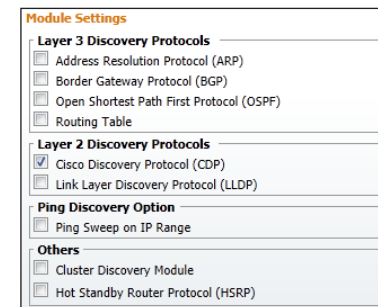 Module Settings
Layer 3 Discovery Protocols
Address Resolution Protocol (ARP)
Border Gateway Protocol (BGP)
Open Shortest Path First Protocol (OSPF)
Routing Table
Layer 2 Discovery Protocols
Cisco Discovery Protocol (CDP)
Link Layer Discovery Protocol (LLDP)
Ping Discovery Option
Ping Sweep on IP Range
Others
Cluster Discovery Module
Hot Standby Router Protocol (HSRP)